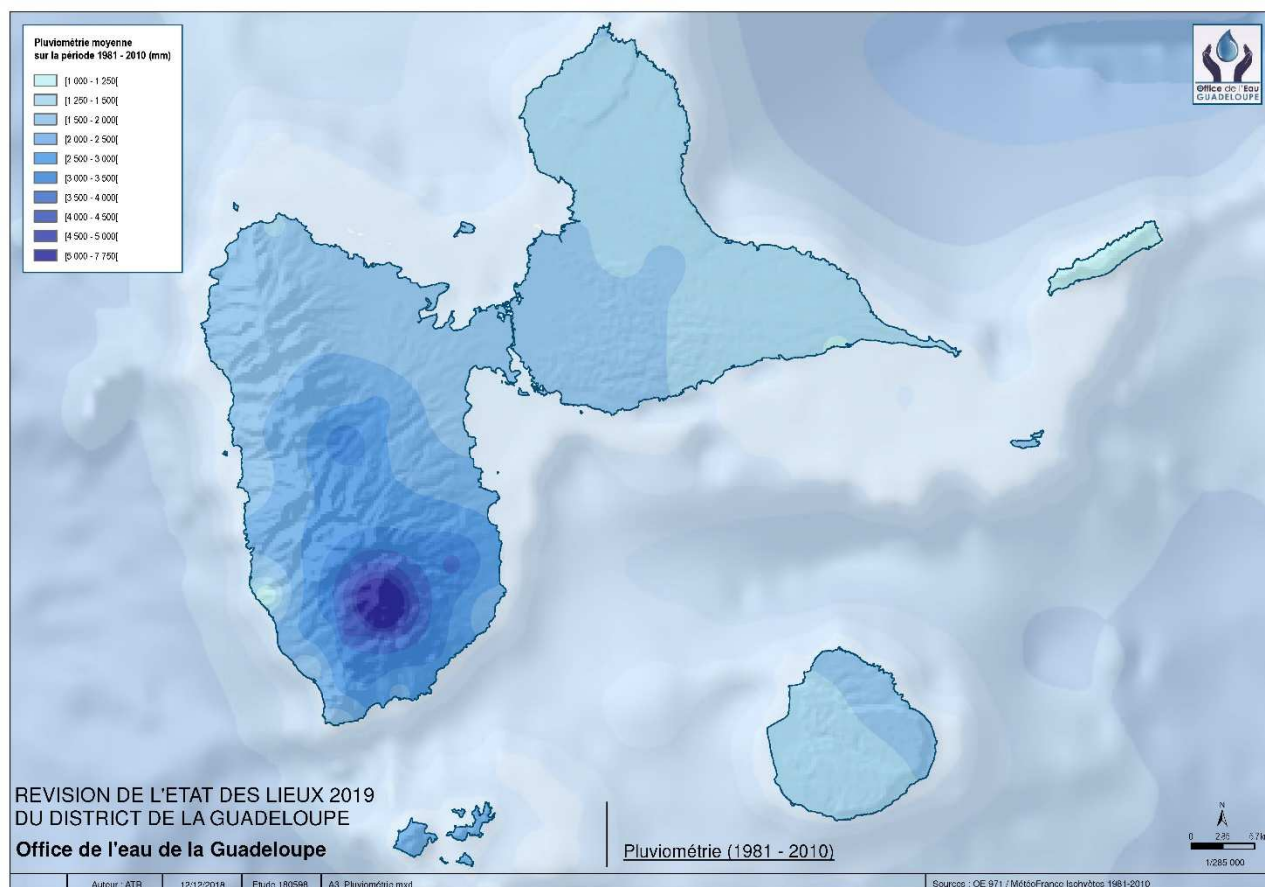 Pluviométrie moyenne
sur la période 1981 - 2010 (mm)
[1 000 - 1 250[
[1 250 - 1 500[
[1 500 - 2 000[
[2 000 - 2 500[
[2 500 - 3 000[
[3 000 - 3 500[
[3 500 - 4 000[
[4 000 - 4 500[
[4 500 - 5 000[
[5 000 - 7 750[
Office de l'Eau
GUADELOUPE
REVISION DE L'ETAT DES LIEUX 2019
DU DISTRICT DE LA GUADELOUPE
Office de l'eau de la Guadeloupe
Pluviométrie (1981 - 2010)
N
0
1/285 000
Auteur : ATR
12/12/2018
Etude 180598
A3_Pluviométrie.mxd
Sources : OE 971 / MétéoFrance Isohyètes 1981-2010